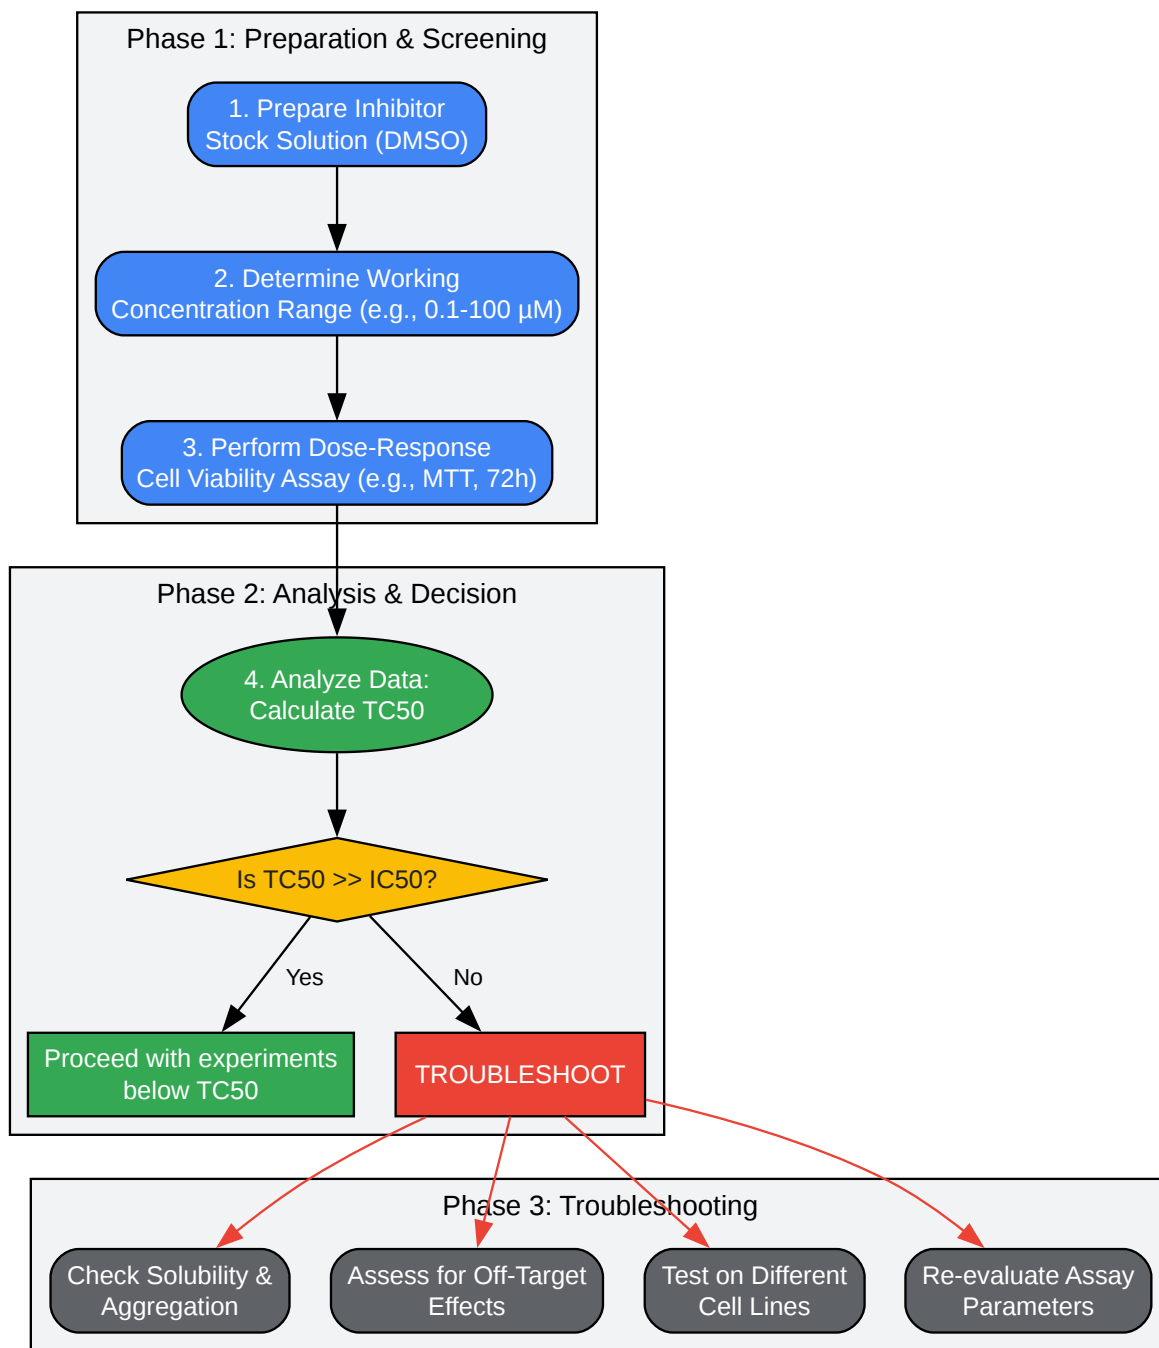 Phase 1: Preparation & Screening
1. Prepare Inhibitor
Stock Solution (DMSO)
2. Determine Working
Concentration Range (e.g., 0.1-100 µM)
3. Perform Dose-Response
Cell Viability Assay (e.g., MTT, 72h)
Phase 2: Analysis & Decision
4. Analyze Data:
Calculate TC50
Is TC50 >> IC50?
Yes
No
Proceed with experiments
below TC50
TROUBLESHOOT
Phase 3: Troubleshooting
Check Solubility &
Aggregation
Assess for Off-Target
Effects
Test on Different
Cell Lines
Re-evaluate Assay
Parameters